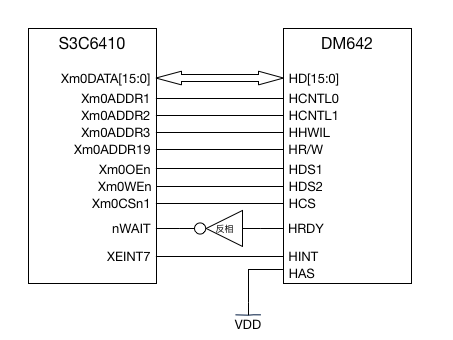 S3C6410 DM642
Xm0DATA[15:0] HD[15:0]
Xm0ADDR1 HCNTL0
Xm0ADDR2 HCNTL1
Xm0ADDR3 HHWIL
Xm0ADDR19 HR/W
Xm0OEn HDS1
Xm0WEn HDS2
Xm0CSn1 HCS
nWAIT 反相 HRDY
XEINT7 HINT
HAS
VDD